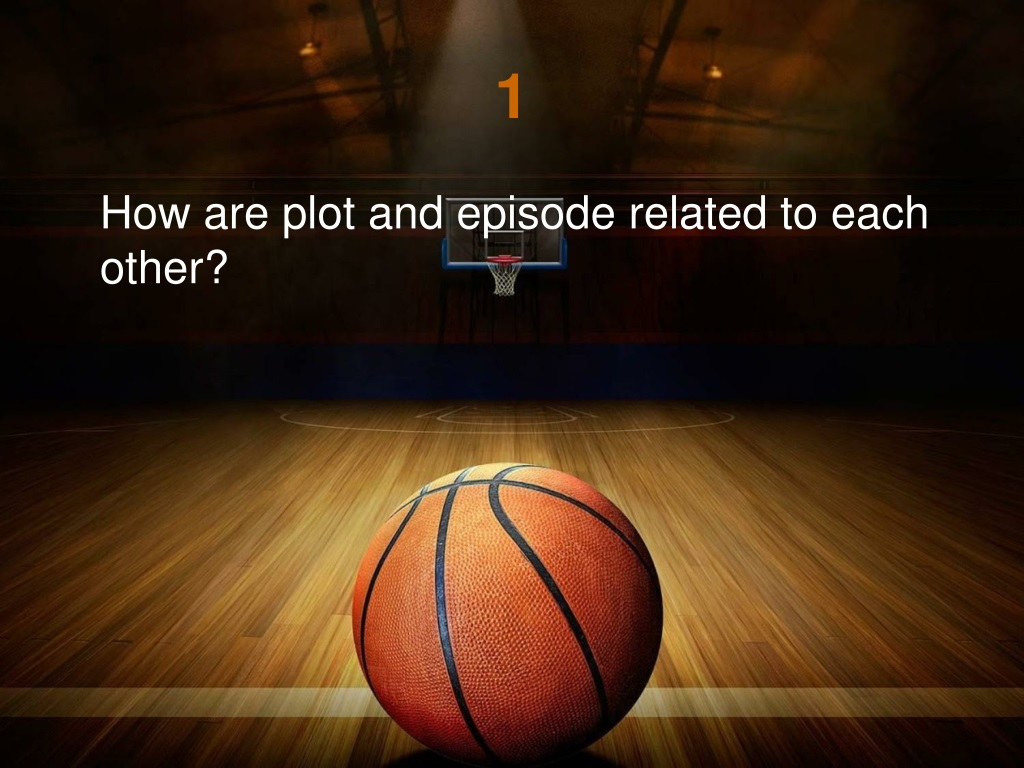 1
How are plot and episode related to each
other?